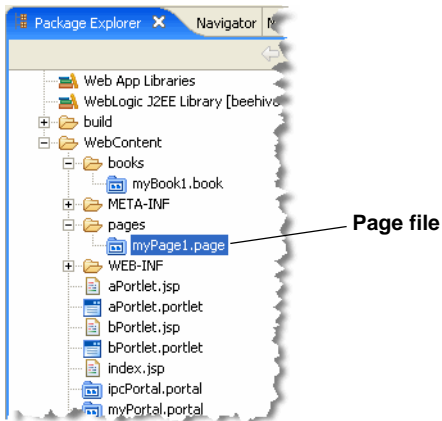 Package Explorer
Navigator
Web App Libraries
WebLogic J2EE Library [beehive
build
WebContent
books
myBook1.book
META-INF
pages
myPage1.page
Page file
WEB-INF
aPortlet.jsp
aPortlet.portlet
bPortlet.jsp
bPortlet.portlet
index.jsp
ipcPortal.portal
myPortal.portal